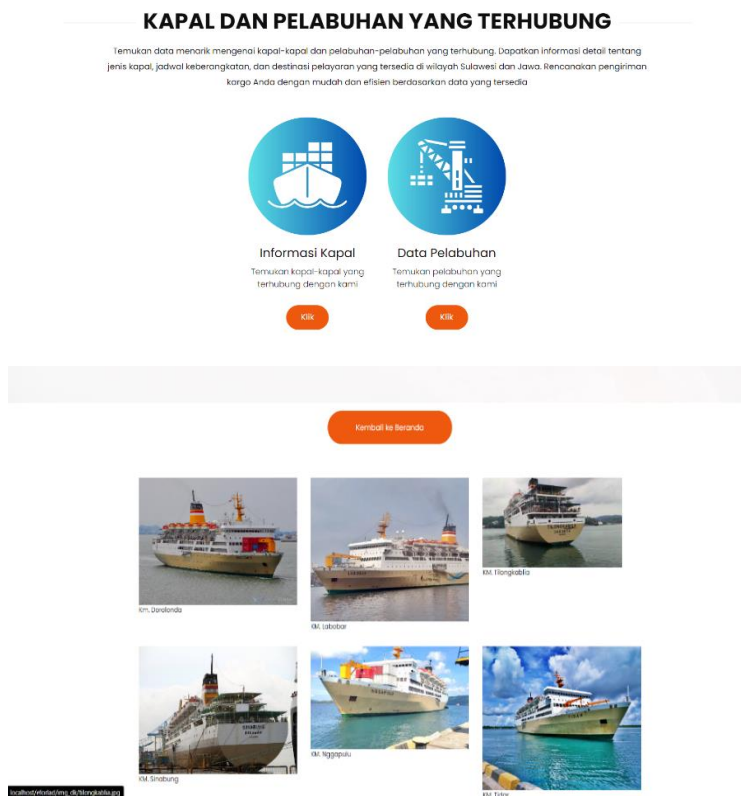 KAPAL DAN PELABUHAN YANG TERHUBUNG
Temukan data menarik mengenai kapal-kapal dan pelabuhan-pelabuhan yang terhubung. Dapatkan informasi detail tentang
jenis kapal, jadwal keberangkatan, dan destinasi pelayaran yang tersedia di wilayah Sulawesi dan Jawa. Rencanakan pengiriman
kargo Anda dengan mudah dan efisien berdasarkan data yang tersedia
Informasi Kapal
Temukan kapal-kapal yang
terhubung dengan kami
Klik
Data Pelabuhan
Temukan pelabuhan yang
terhubung dengan kami
Klik
Kembali ke Beranda
Km. Dorolonda
KM. Labobar
KM. Tilongkablia
KM. Sinabung
KM. Nggapulu
KM. Tidar